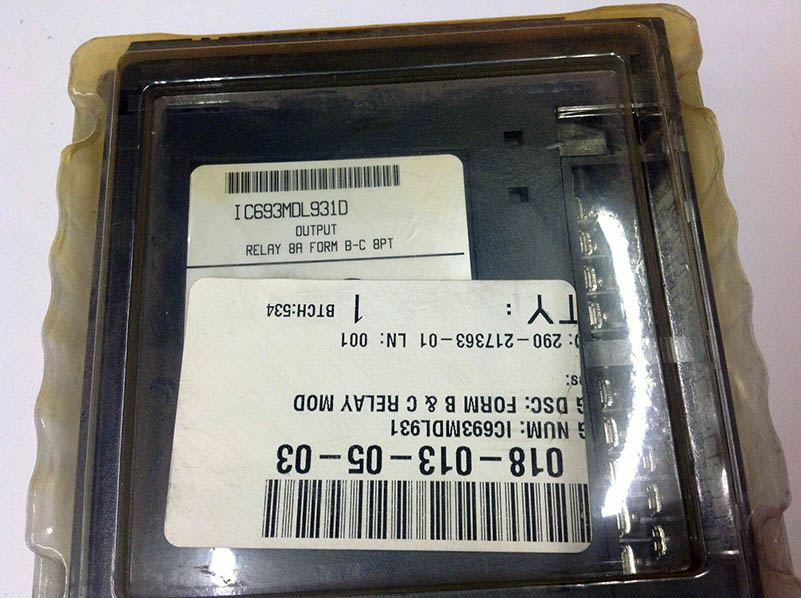 IC693MDL931D
OUTPUT
RELAY 8A FORM B-C 8PT
018-013-05-03
G NUM: IC693MDL931
G DSC: FORM B & C RELAY MOD
es:
): 290-217363-01 LN: 001
TY: 1 BTCH:534